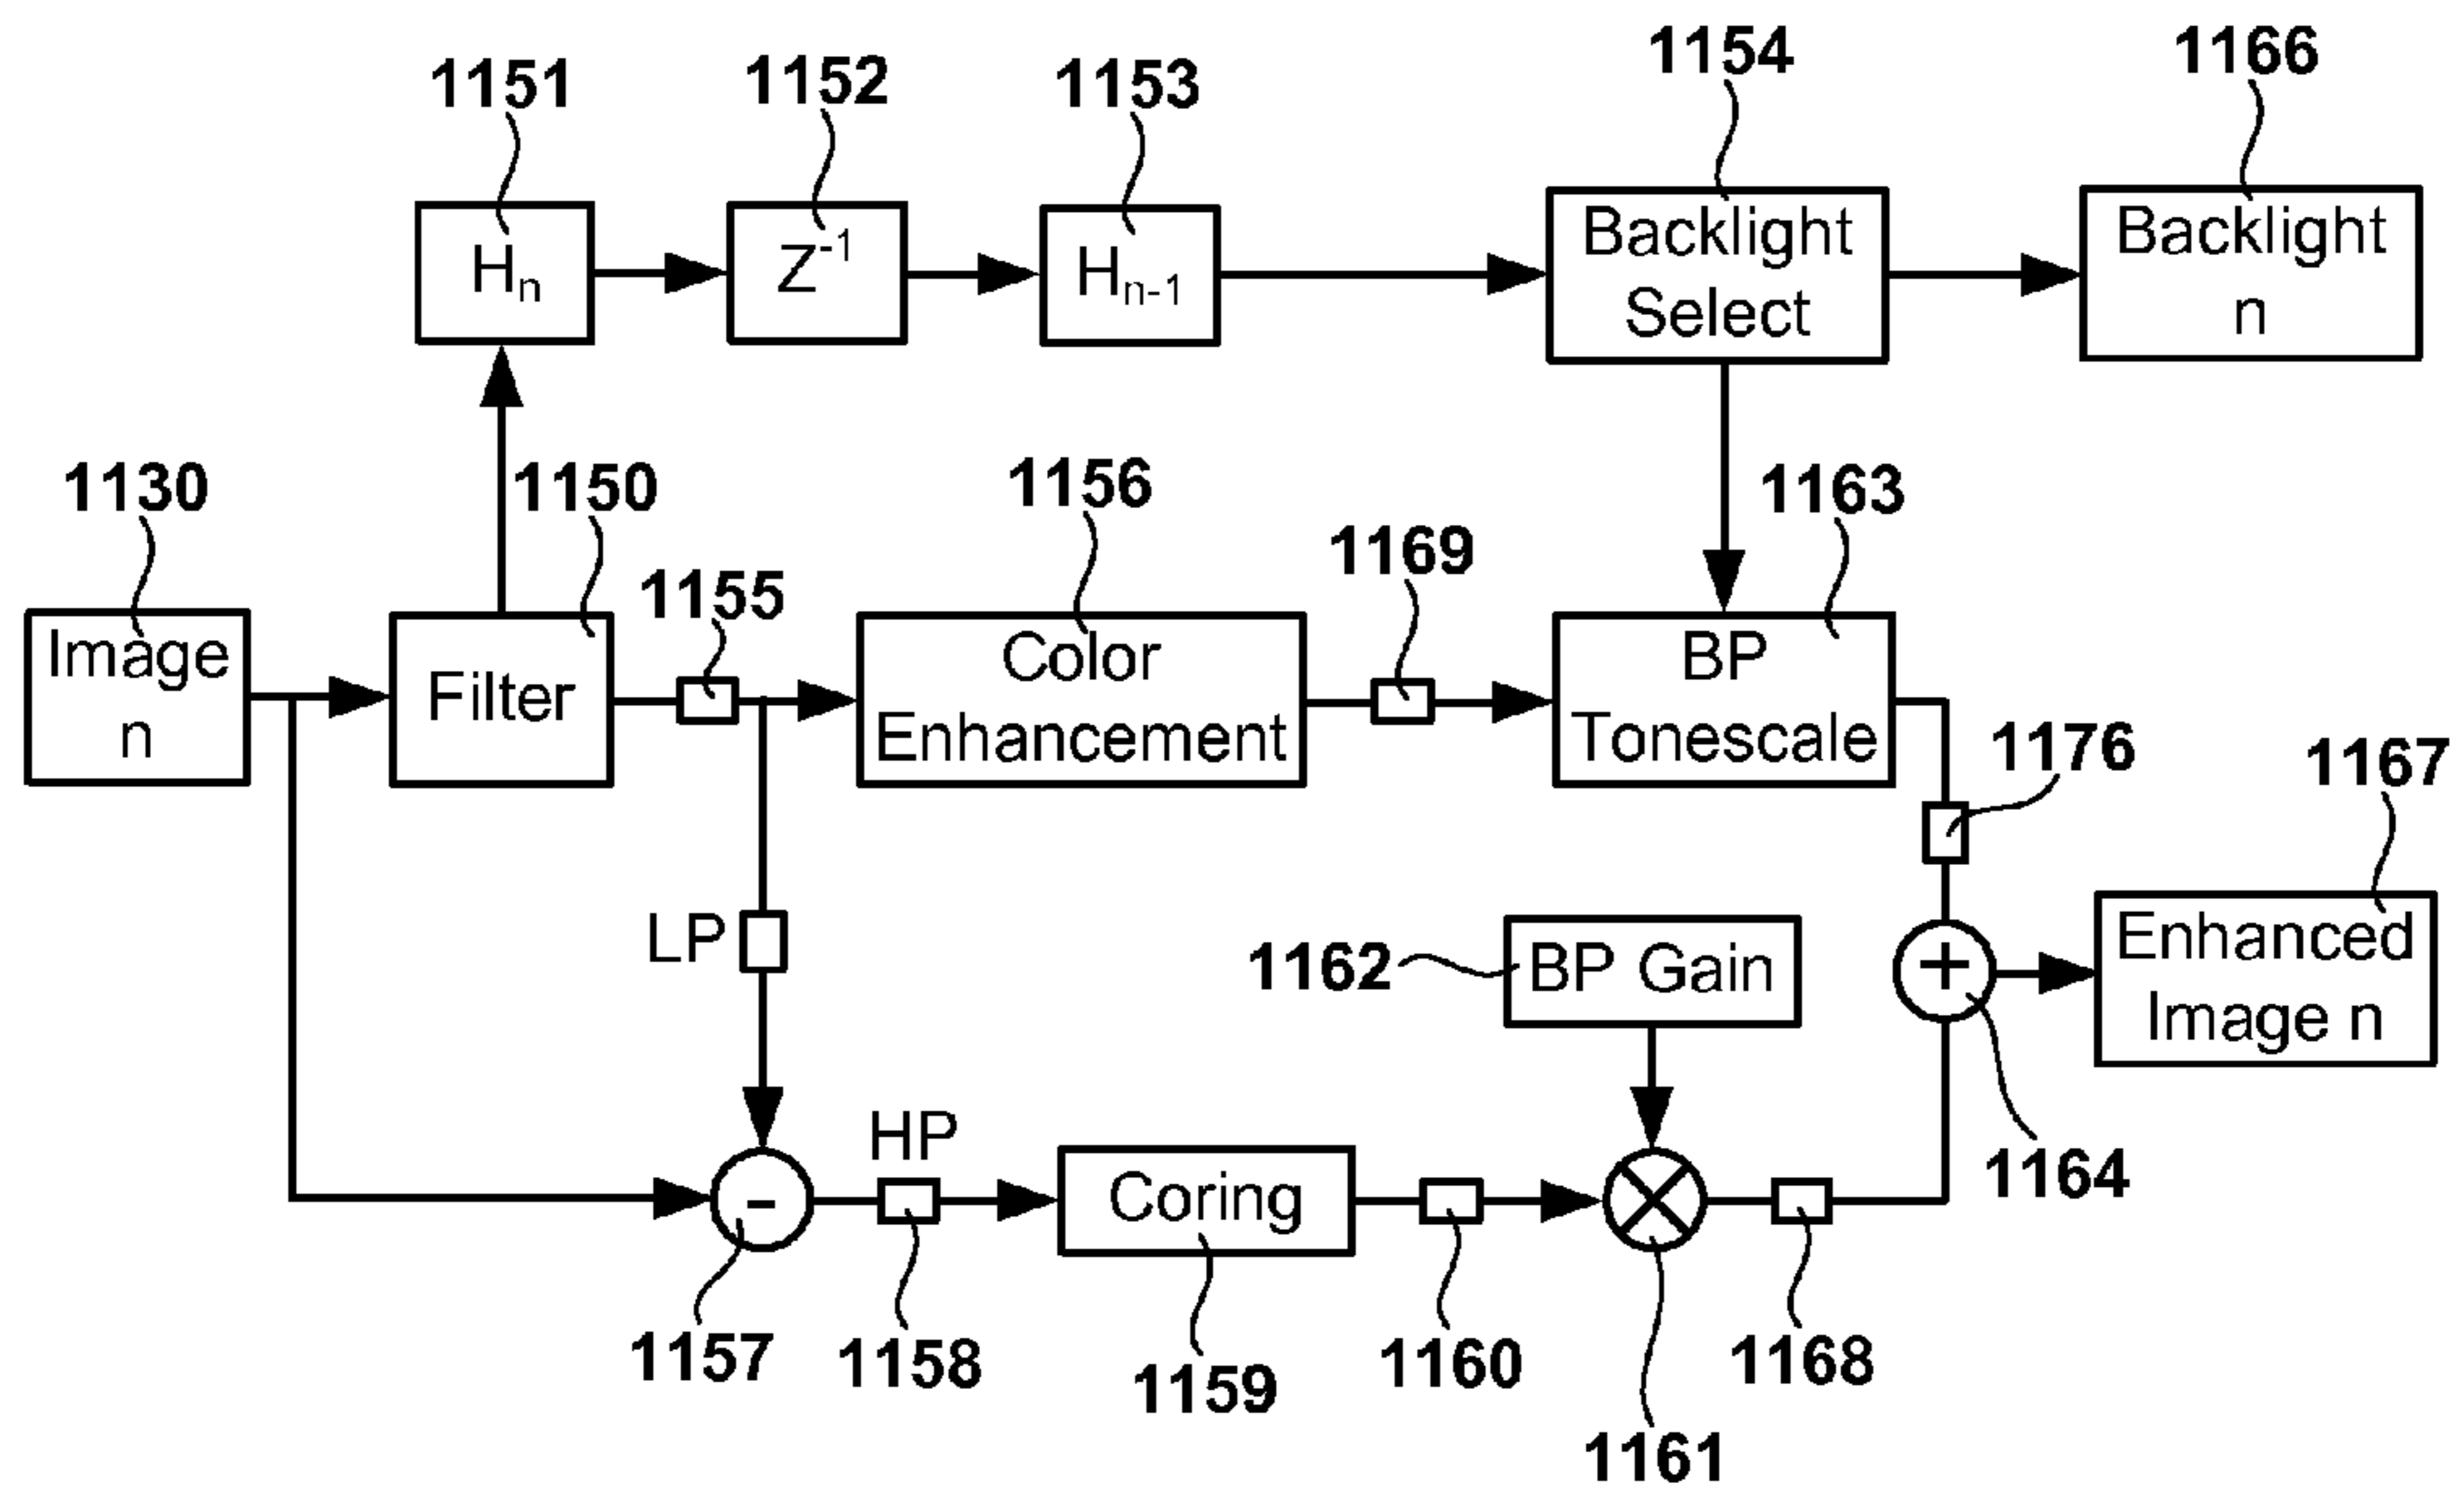 1151
1152
1153
1154
1166
Hn
Z-1
Hn-1
Backlight
Select
Backlight
n
1130
1150
1155
1156
1169
1163
Image
n
Filter
Color
Enhancement
BP
Tonescale
1176
1167
LP
1162
BP Gain
+
Enhanced
Image n
HP
-
Coring
1164
1157
1158
1159
1160
1161
1168